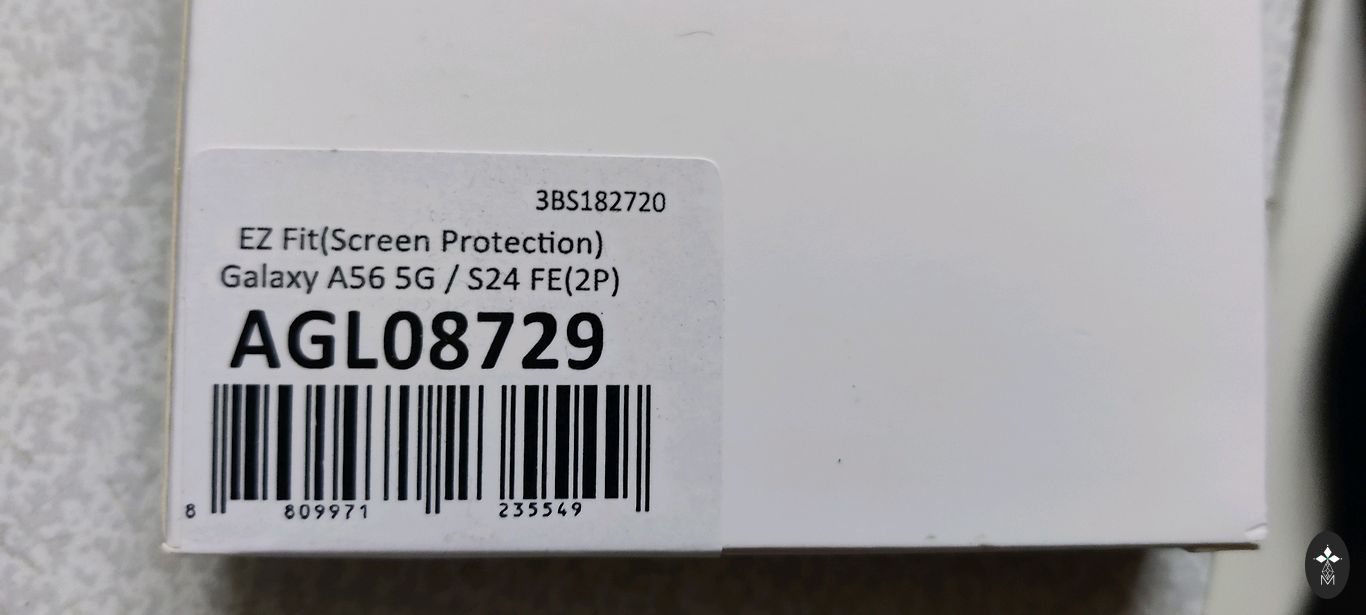 3BS182720
EZ Fit(Screen Protection)
Galaxy A56 5G / S24 FE(2P)
AGL08729
8 809971 235549
M